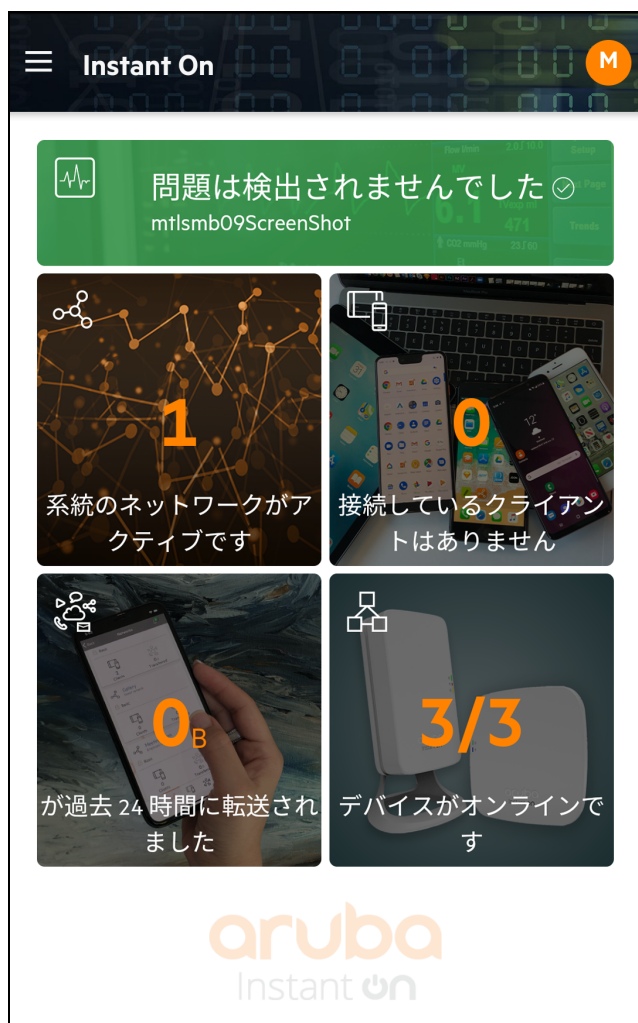 Instant On
M
問題は検出されませんでした
mtlsmb09ScreenShot
1
系統のネットワークがア
クティブです
0
接続しているクライアン
トはありません
0B
が過去 24 時間に転送され
ました
3/3
デバイスがオンラインで
す
aruba
Instant on